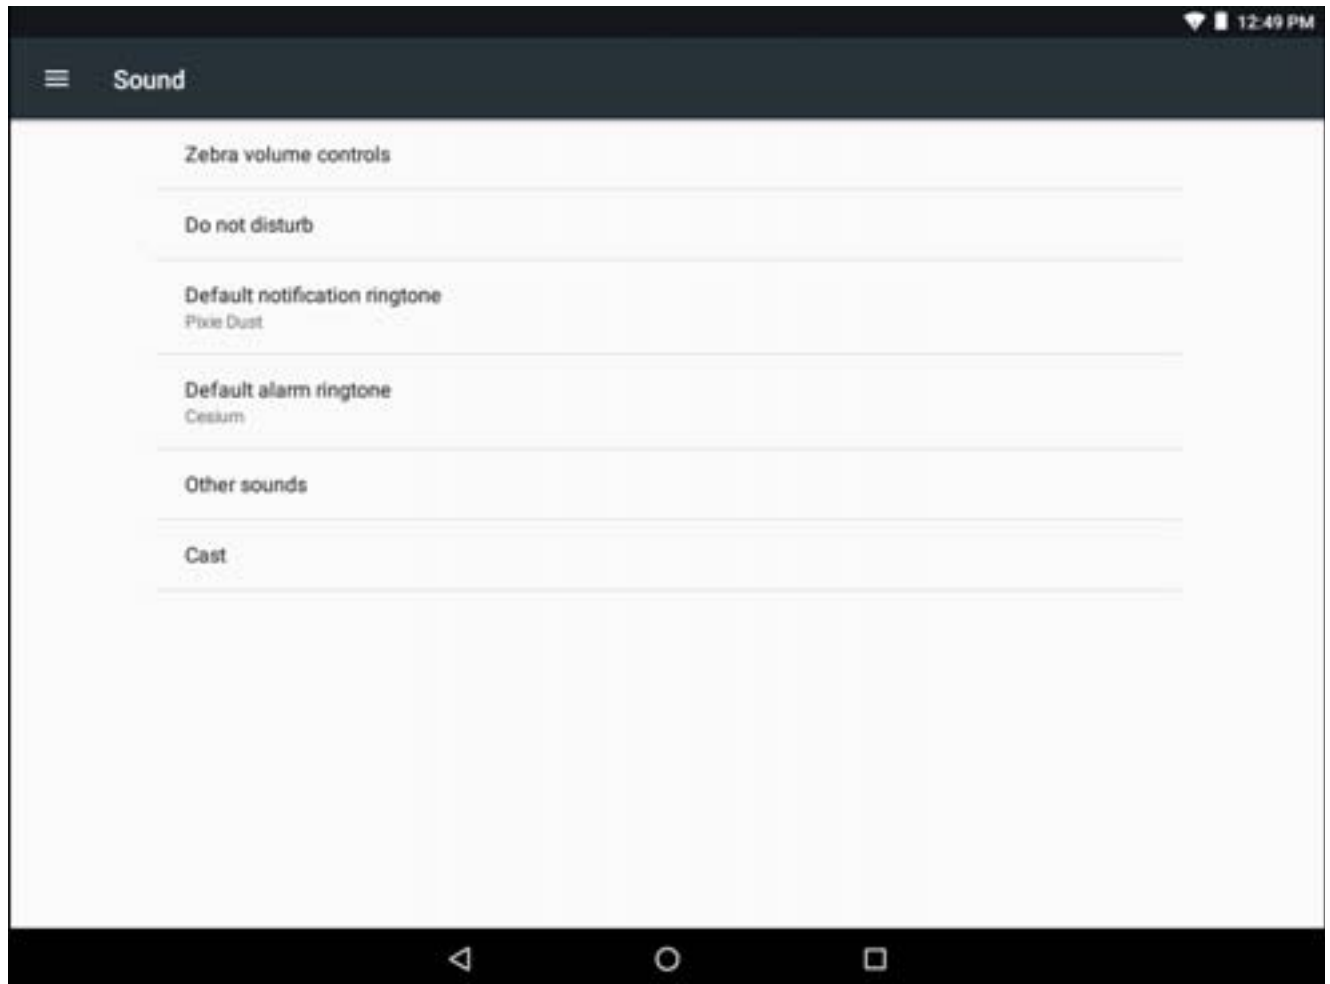 12:49 PM
Sound
Zebra volume controls
Do not disturb
Default notification ringtone
Pixie Dust
Default alarm ringtone
Cesium
Other sounds
Cast